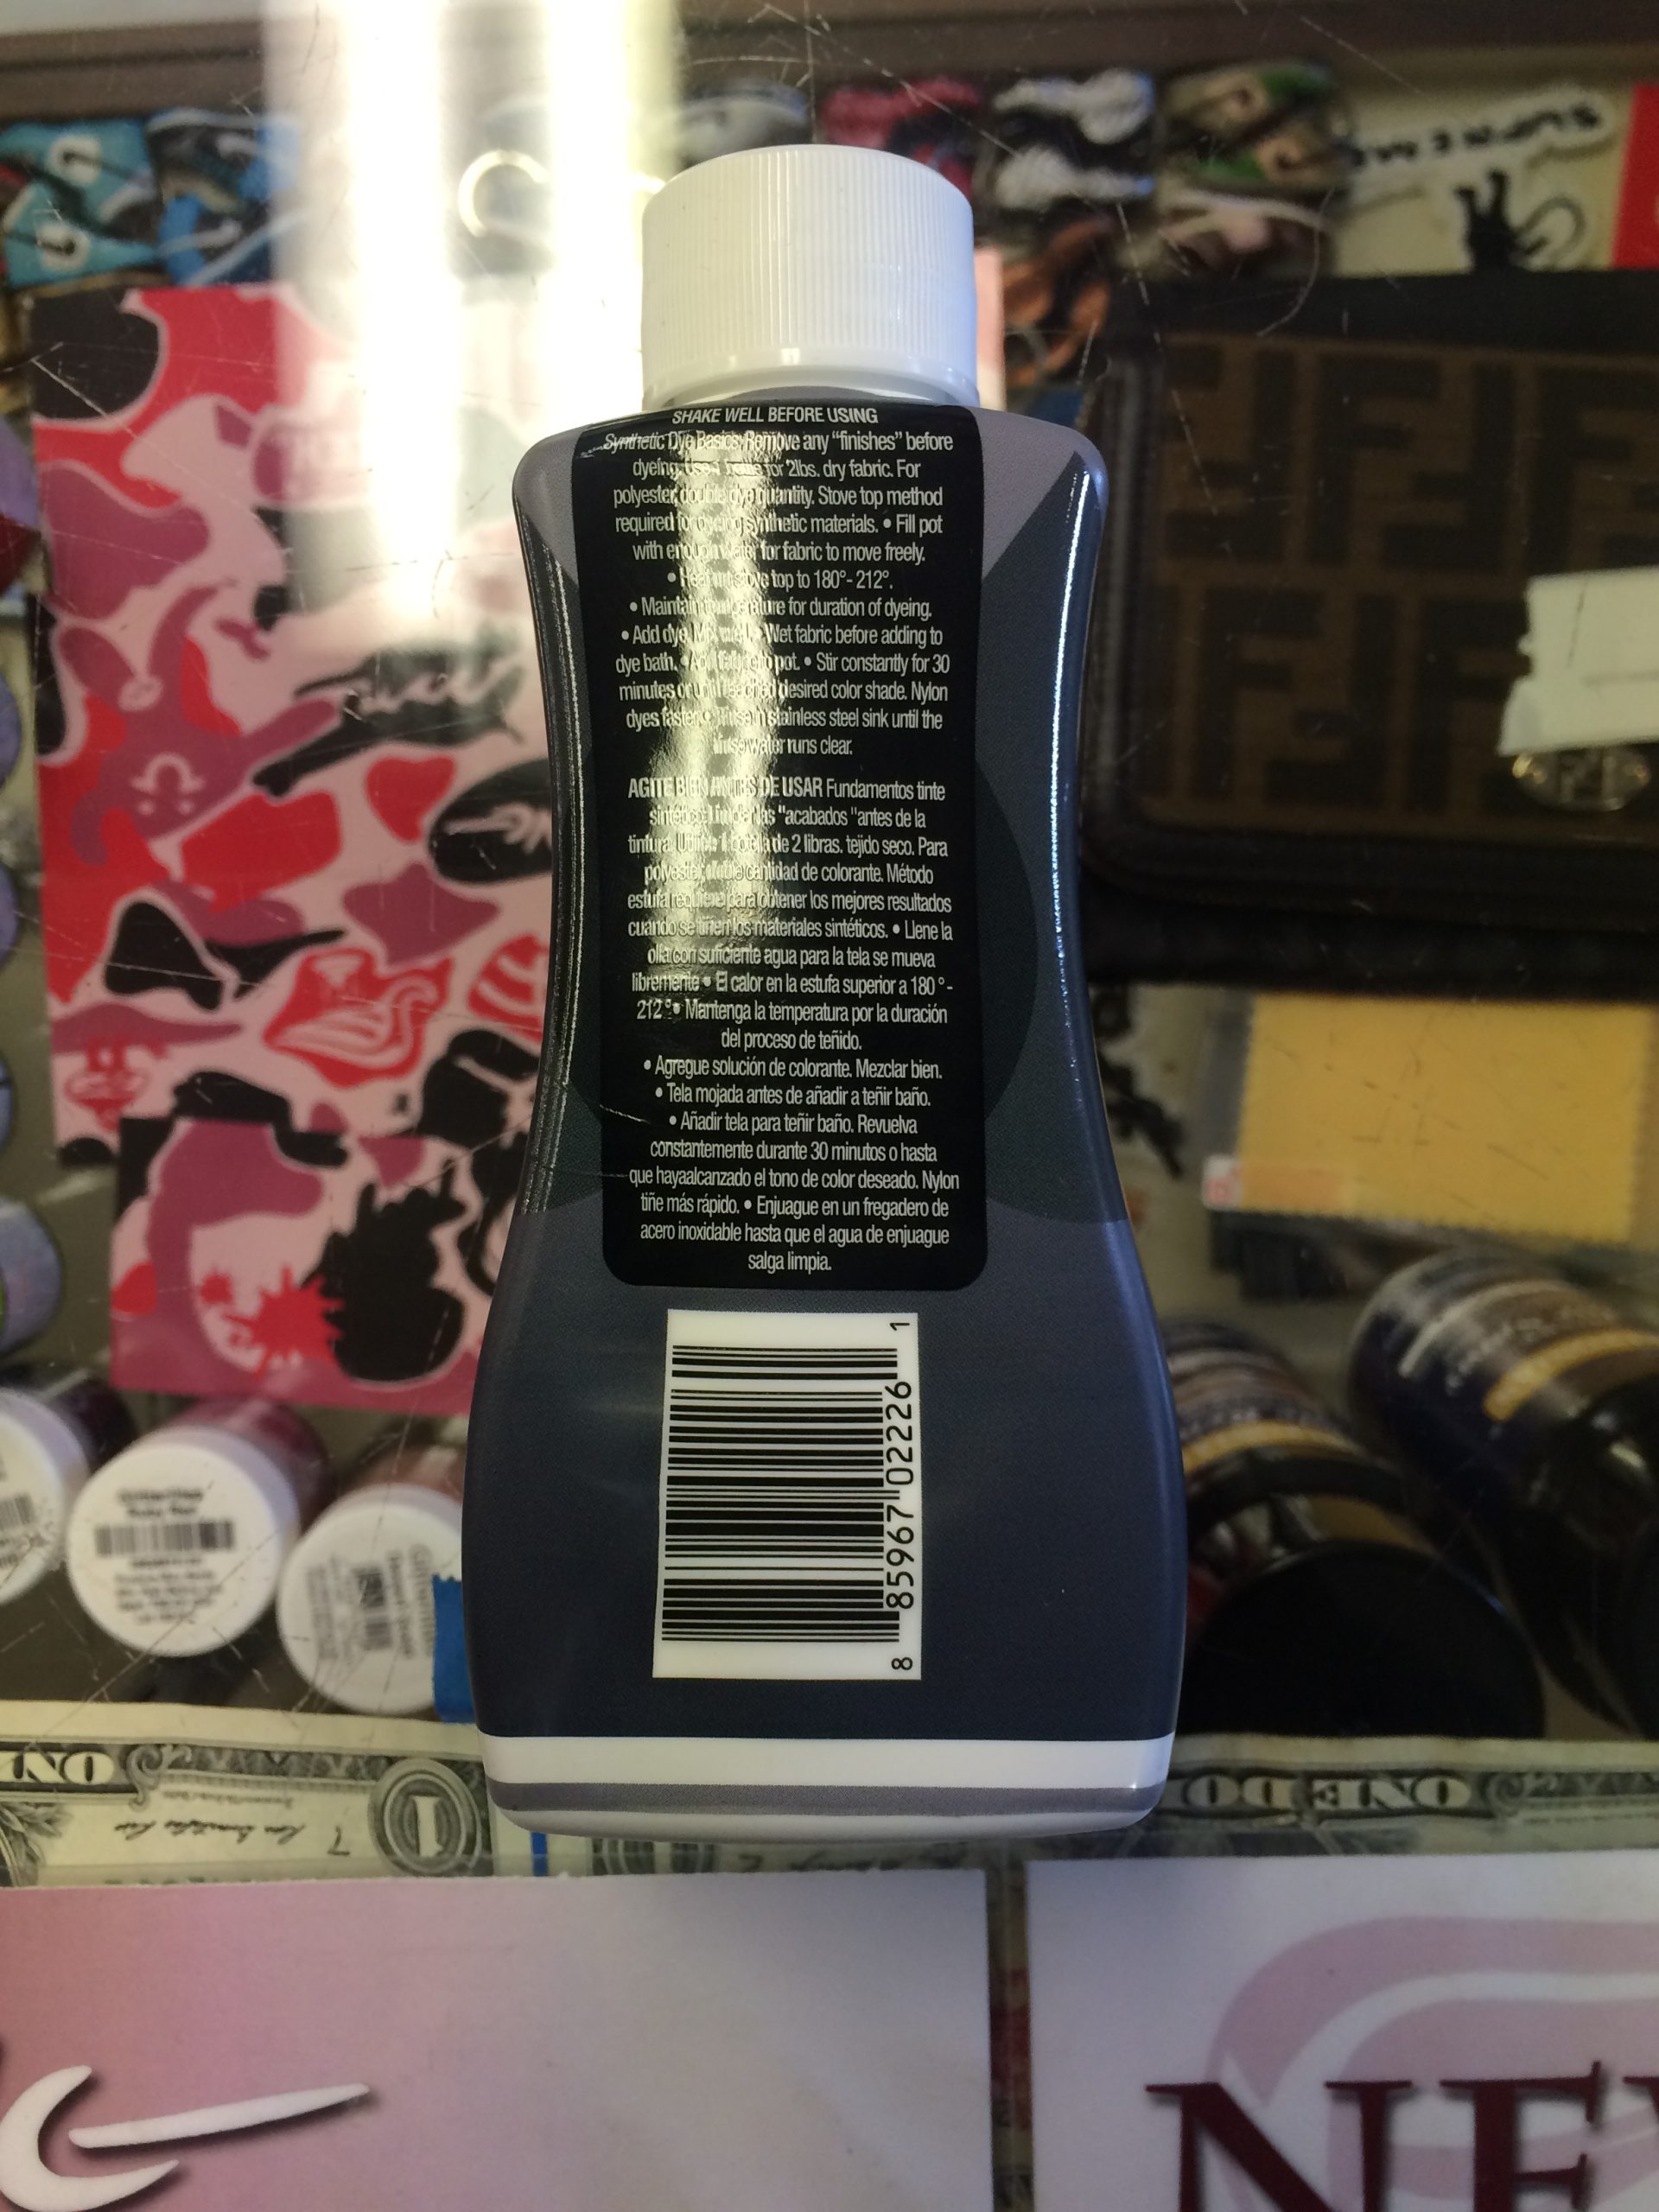 SHAKE WELL BEFORE USING
Synthetic Dye Basics: Remove any “finishes” before
dyeing. Use 1 for 2lbs. dry fabric. For
polyester, double dye quantity. Stove top method
required for dyeing synthetic materials. • Fill pot
with enough water for fabric to move freely.
• Heat on stove top to 180°- 212°.
• Maintain temperature for duration of dyeing.
• Add dye. Mix well. • Wet fabric before adding to
dye bath. • Add fabric to pot. • Stir constantly for 30
minutes or until desired color shade. Nylon
dyes faster. • Rinse in stainless steel sink until the
rinse water runs clear.
AGITE BIEN ANTES DE USAR Fundamentos tinte
sintético: las "acabados "antes de la
tintura. Utilice 1 botella de 2 libras. tejido seco. Para
polyester, doble cantidad de colorante. Método
estufa requiere para obtener los mejores resultados
cuando se tiñen los materiales sintéticos. • Llene la
olla con suficiente agua para la tela se mueva
libremente • El calor en la estufa superior a 180 ° -
212 °• Mantenga la temperatura por la duración
del proceso de teñido.
• Agregue solución de colorante. Mezclar bien.
• Tela mojada antes de añadir a teñir baño.
• Añadir tela para teñir baño. Revuelva
constantemente durante 30 minutos o hasta
que hayaalcanzado el tono de color deseado. Nylon
tiñe más rápido. • Enjuague en un fregadero de
acero inoxidable hasta que el agua de enjuague
salga limpia.
8 85967 02226 1
ONE
1
ONE DO
NEW